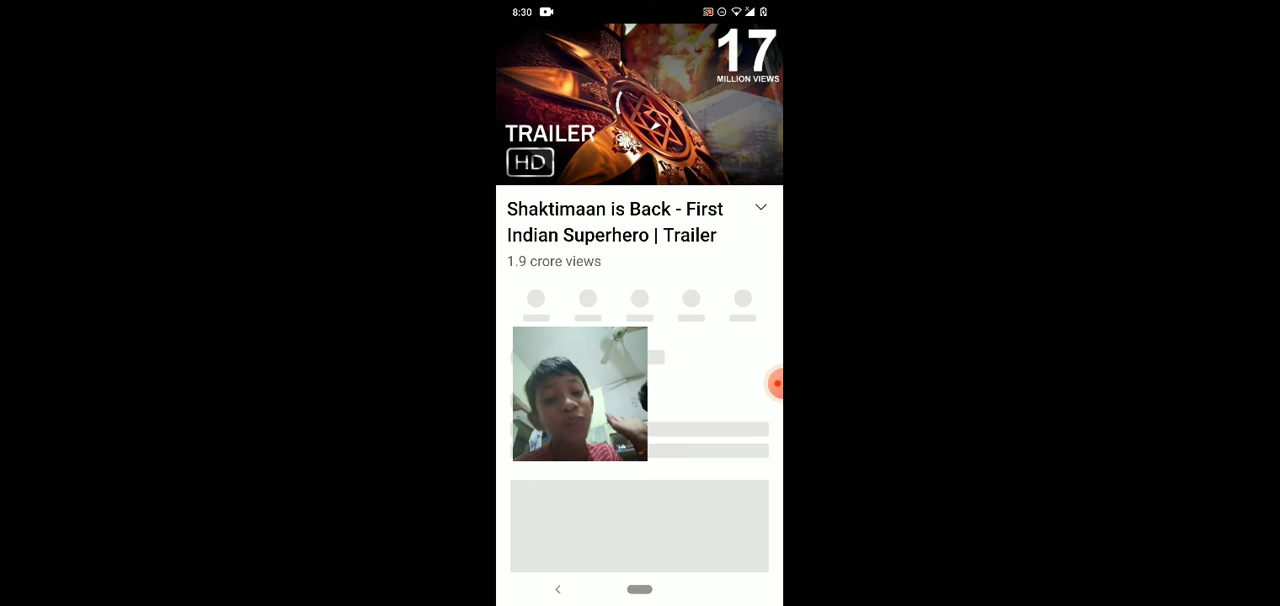 8:30
17
MILLION VIEWS
TRAILER
HD
Shaktimaan is Back - First
Indian Superhero | Trailer
1.9 crore views